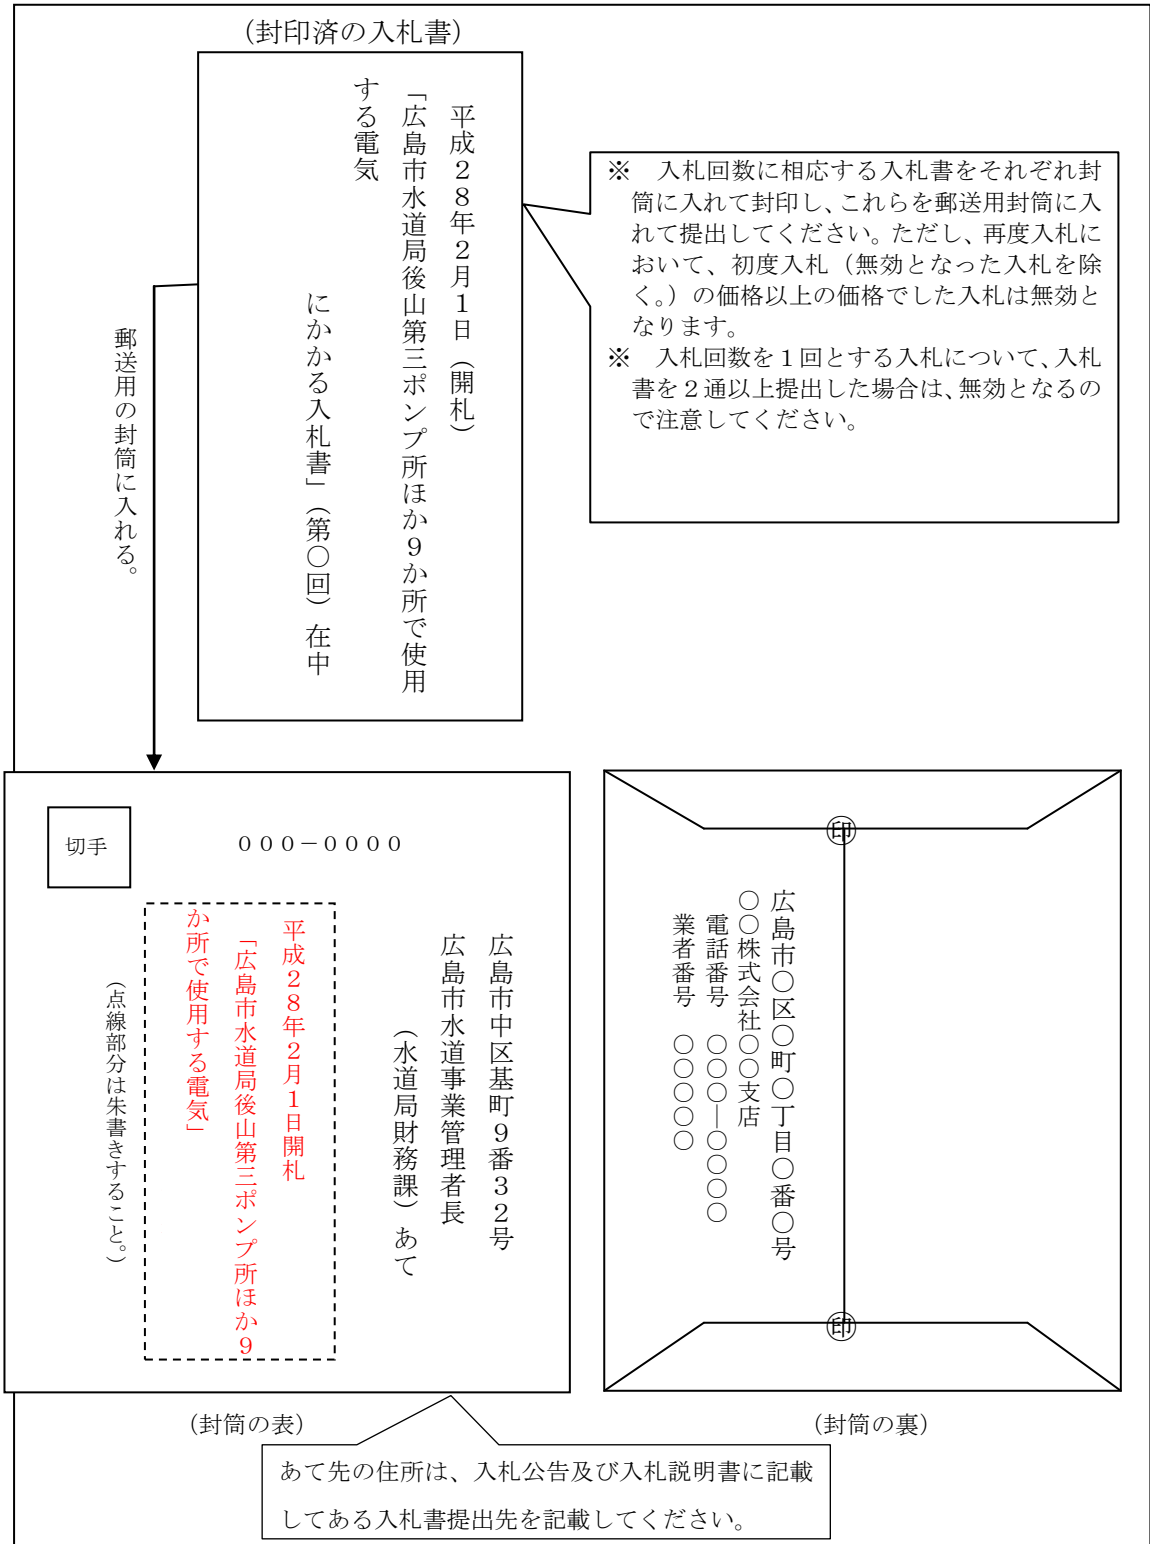 (封印済の入札書)
平成２８年２月１日（開札）
「広島市水道局後山第三ポンプ所ほか９か所で使用
する電気
にかかる入札書」（第〇回）在中
※　入札回数に相応する入札書をそれぞれ封
筒に入れて封印し、これらを郵送用封筒に入
れて提出してください。ただし、再度入札に
おいて、初度入札（無効となった入札を除
く。）の価格以上の価格でした入札は無効と
なります。
※　入札回数を１回とする入札について、入札
書を２通以上提出した場合は、無効となるの
で注意してください。
郵送用の封筒に入れる。
切手
０００－００００
広島市中区基町９番３２号
広島市水道事業管理者長
（水道局財務課）あて
平成２８年２月１日開札
「広島市水道局後山第三ポンプ所ほか９
か所で使用する電気」
（点線部分は朱書きすること。）
(封筒の表)
㊞
広島市〇区〇町〇丁目〇番〇号
〇〇株式会社〇〇支店
電話番号　〇〇〇―〇〇〇〇
業者番号　〇〇〇〇〇
㊞
(封筒の裏)
あて先の住所は、入札公告及び入札説明書に記載
してある入札書提出先を記載してください。